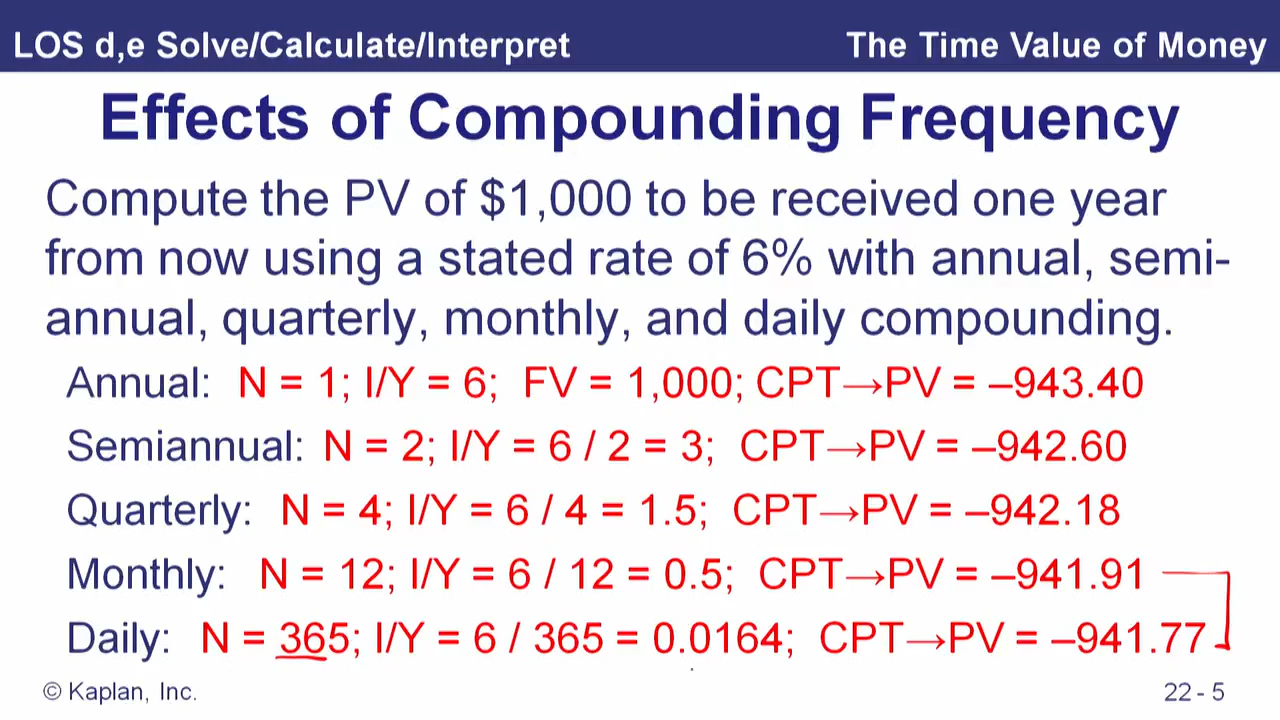 LOS d,e Solve/Calculate/Interpret
The Time Value of Money
Effects of Compounding Frequency
Compute the PV of $1,000 to be received one year
from now using a stated rate of 6% with annual, semi-
annual, quarterly, monthly, and daily compounding.
Annual: N = 1; I/Y = 6; FV = 1,000; CPT→PV = –943.40
Semiannual: N = 2; I/Y = 6 / 2 = 3; CPT→PV = –942.60
Quarterly: N = 4; I/Y = 6 / 4 = 1.5; CPT→PV = –942.18
Monthly: N = 12; I/Y = 6 / 12 = 0.5; CPT→PV = –941.91
Daily: N = 365; I/Y = 6 / 365 = 0.0164; CPT→PV = –941.77
© Kaplan, Inc.
22 - 5